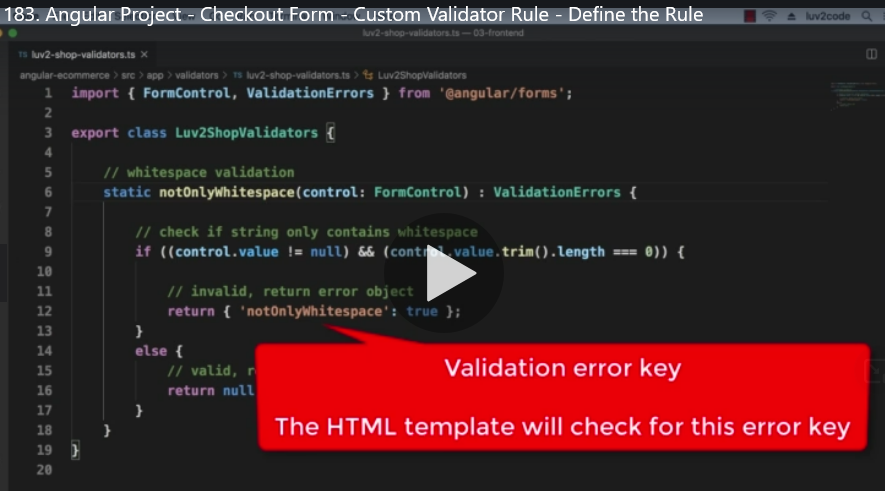 183. Angular Project - Checkout Form - Custom Validator Rule - Define the Rule
luv2code
luv2-shop-validators.ts — 03-frontend
TS luv2-shop-validators.ts ×
angular-ecommerce > src > app > validators > TS luv2-shop-validators.ts > Luv2ShopValidators
1 import { FormControl, ValidationErrors } from '@angular/forms';
2
3 export class Luv2ShopValidators {
4
5 // whitespace validation
6 static notOnlyWhitespace(control: FormControl) : ValidationErrors {
7
8 // check if string only contains whitespace
9 if ((control.value != null) && (control.value.trim().length === 0)) {
10
11 // invalid, return error object
12 return { 'notOnlyWhitespace': true };
13 }
14 else {
15 // valid,
16 return null
17 }
18 }
19 }
20
Validation error key
The HTML template will check for this error key